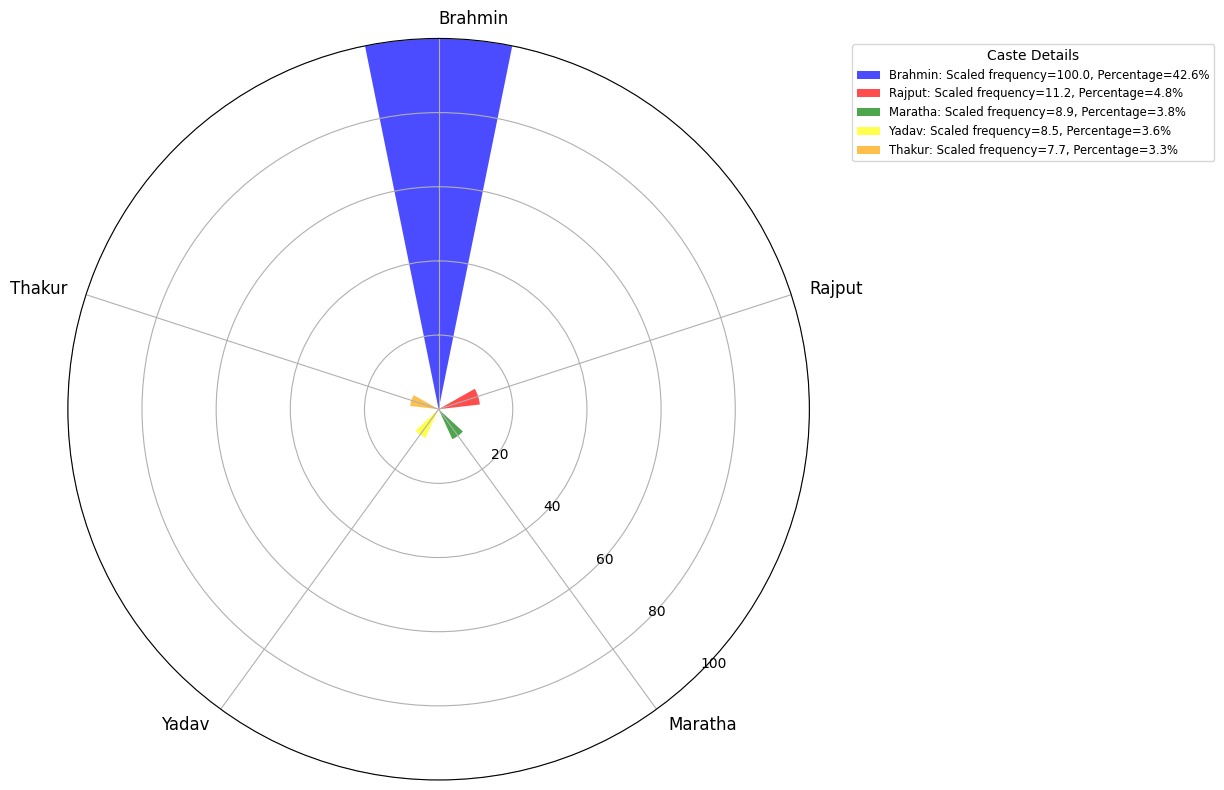 Brahmin
Caste Details
Brahmin: Scaled frequency=100.0, Percentage=42.6%
Rajput: Scaled frequency=11.2, Percentage=4.8%
Maratha: Scaled frequency=8.9, Percentage=3.8%
Yadav: Scaled frequency=8.5, Percentage=3.6%
Thakur: Scaled frequency=7.7, Percentage=3.3%
Thakur
Rajput
20
40
60
80
100
Yadav
Maratha